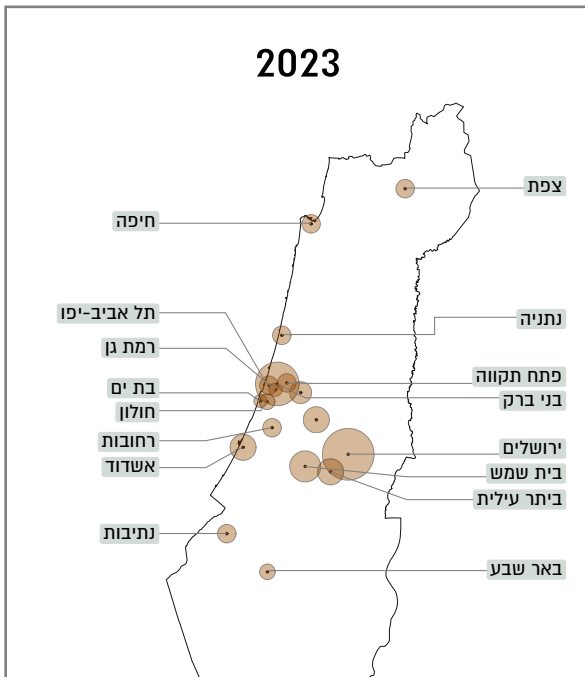 2023
צפת
חיפה
נתניה
תל אביב-יפו
רמת גן
פתח תקווה
בני ברק
בת ים
חולון
רחובות
אשדוד
ירושלים
בית שמש
ביתר עילית
נתיבות
באר שבע